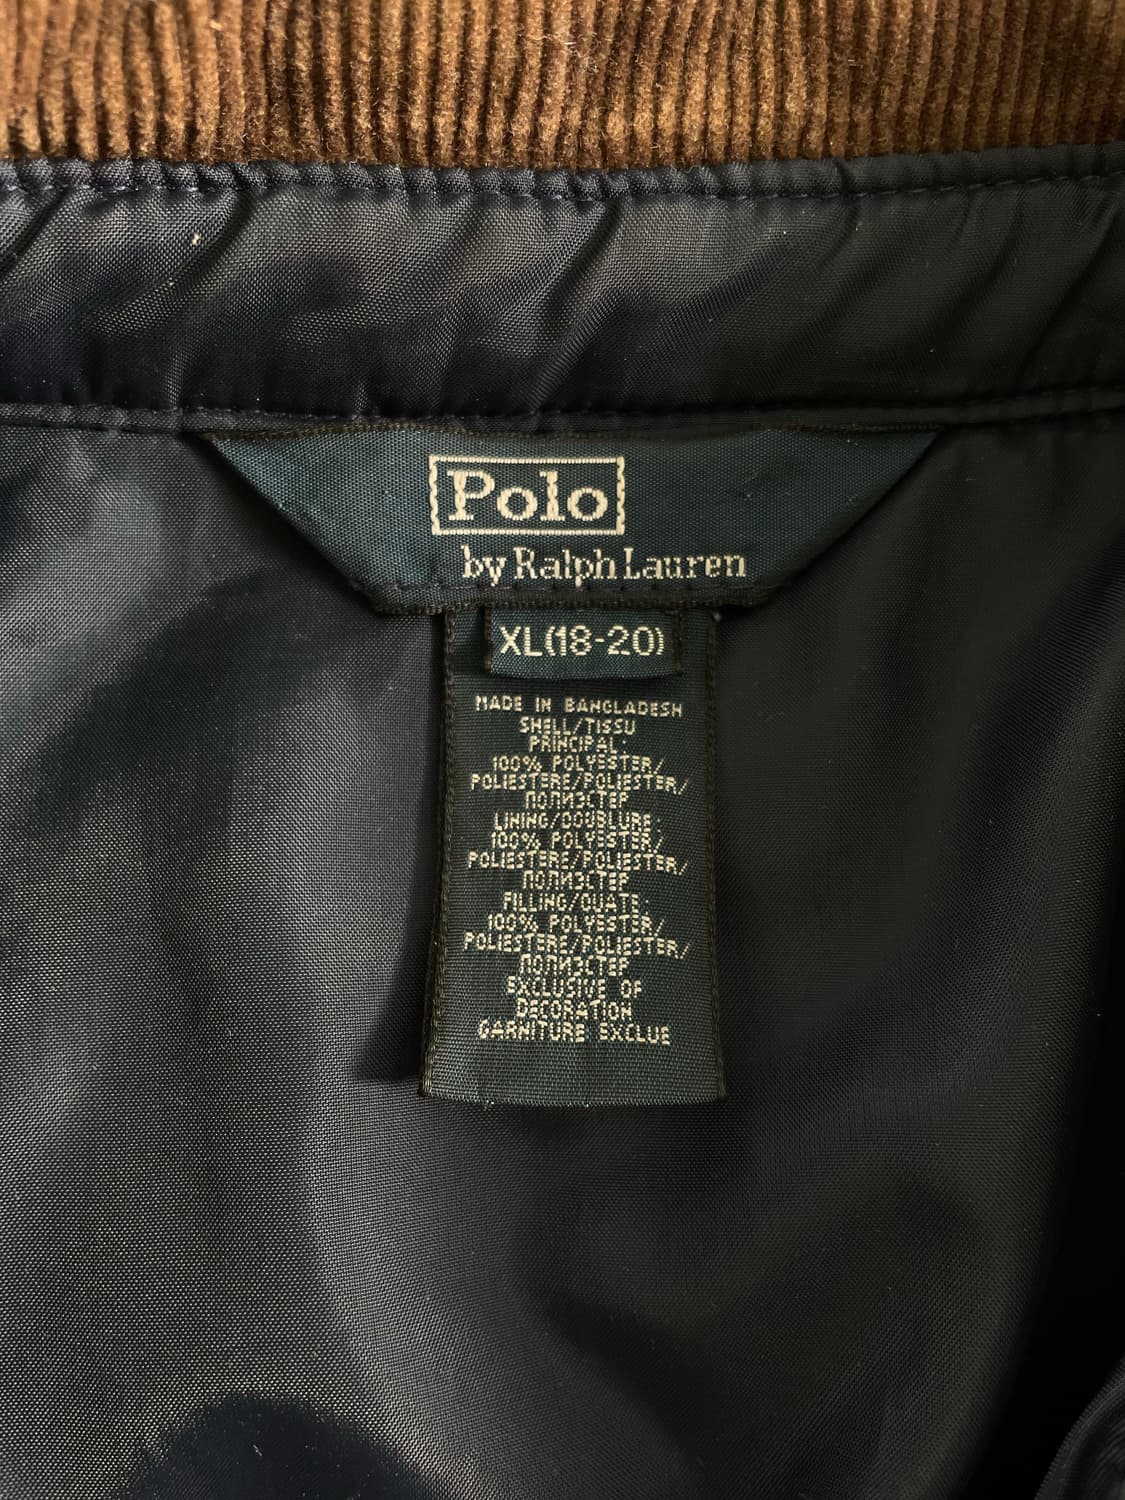 Polo
by Ralph Lauren
XL(18-20)
MADE IN BANGLADESH
SHELL/TISSU
PRINCIPAL:
100% POLYESTER/
POLIESTERE/POLIESTER/
ПОЛИЭСТЕР
LINING/DOUBLURE:
100% POLYESTER/
POLIESTERE/POLIESTER/
ПОЛИЭСТЕР
FILLING/OUATE:
100% POLYESTER/
POLIESTERE/POLIESTER/
ПОЛИЭСТЕР
EXCLUSIVE OF
DECORATION
GARNITURE EXCLUE